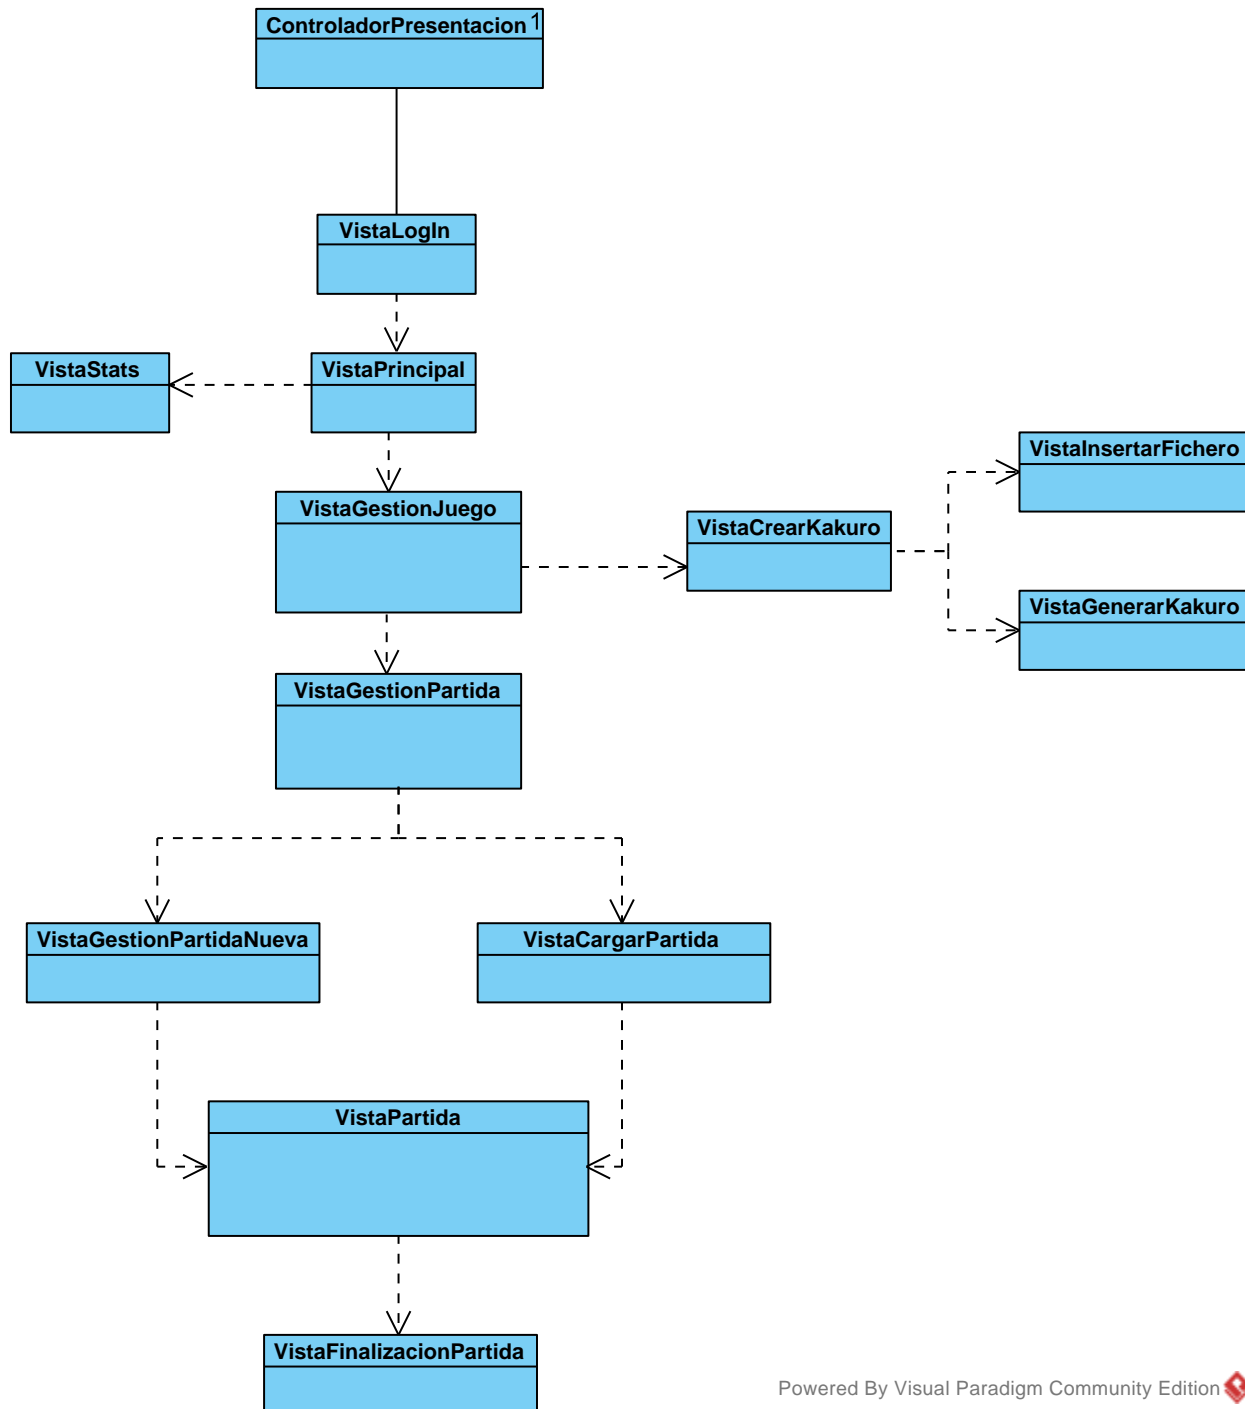 ControladorPresentacion 1
VistaLogIn
VistaStats
VistaPrincipal
VistaGestionJuego
VistaCrearKakuro
VistaInsertarFichero
VistaGenerarKakuro
VistaGestionPartida
VistaGestionPartidaNueva
VistaCargarPartida
VistaPartida
VistaFinalizacionPartida
Powered By Visual Paradigm Community Edition